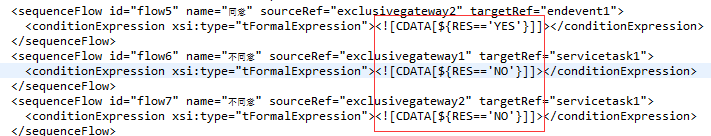 <sequenceFlow id="flow5" name="同意" sourceRef="exclusivegateway2" targetRef="endevent1">
<conditionExpression xsi:type="tFormalExpression"><![CDATA[${RES=='YES'}]]></conditionExpression>
</sequenceFlow>
<sequenceFlow id="flow6" name="不同意" sourceRef="exclusivegateway1" targetRef="servicetask1">
<conditionExpression xsi:type="tFormalExpression"><![CDATA[${RES=='NO'}]]></conditionExpression>
</sequenceFlow>
<sequenceFlow id="flow7" name="不同意" sourceRef="exclusivegateway2" targetRef="servicetask1">
<conditionExpression xsi:type="tFormalExpression"><![CDATA[${RES=='NO'}]]></conditionExpression>
</sequenceFlow>